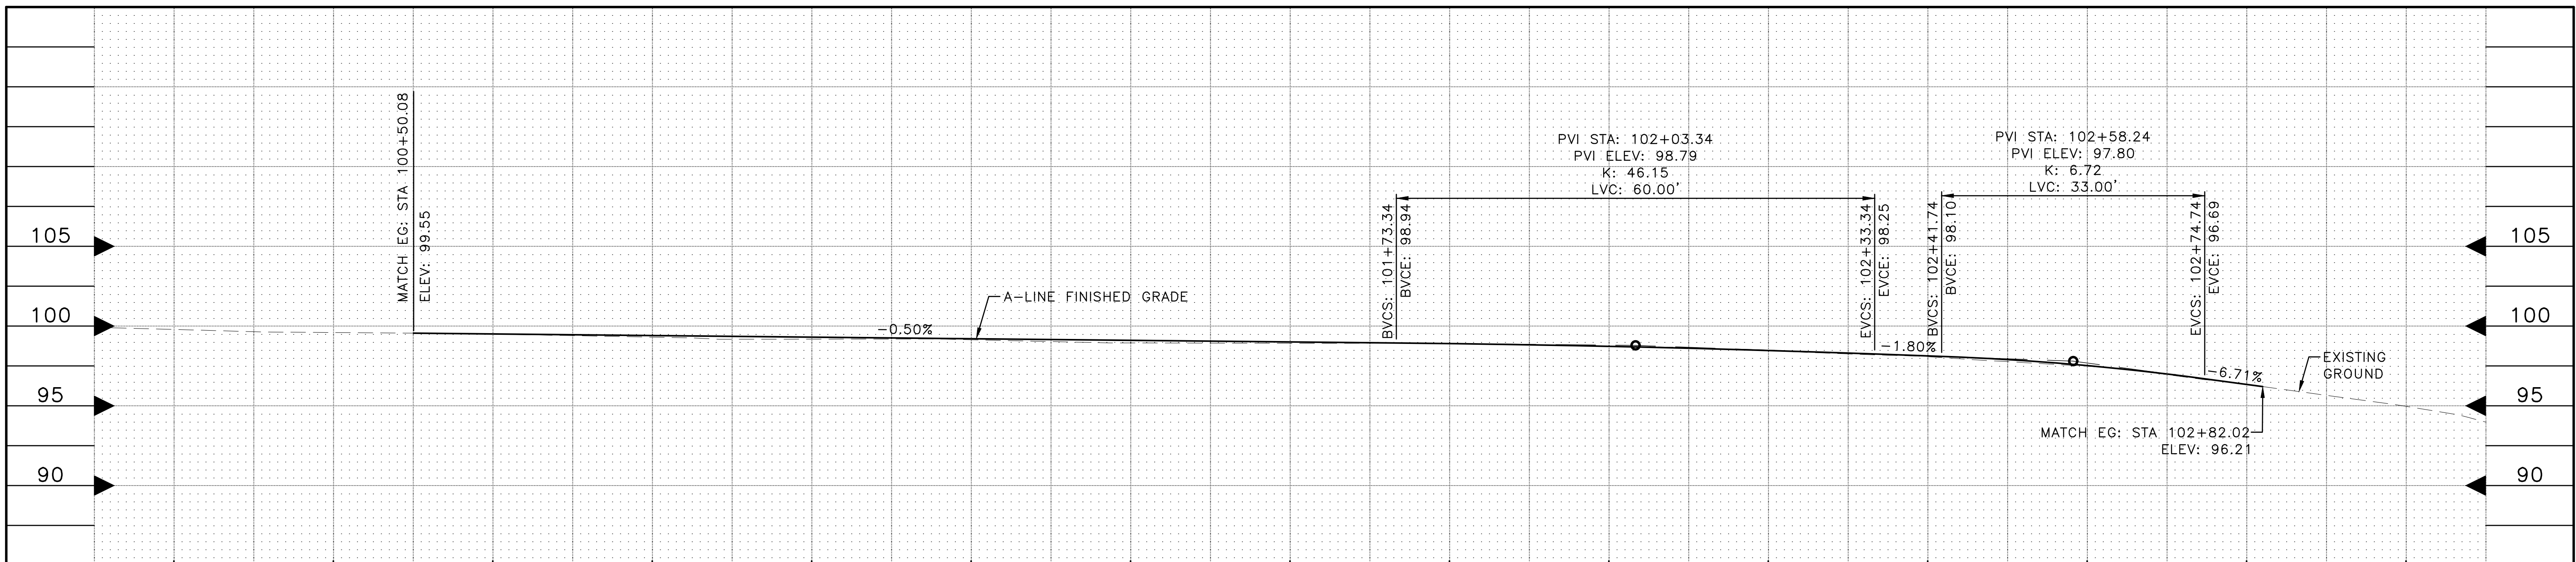 MATCH EG: STA 100+50.08
ELEV: 99.55
PVI STA: 102+03.34
PVI ELEV: 98.79
K: 46.15
LVC: 60.00'
PVI STA: 102+58.24
PVI ELEV: 97.80
K: 6.72
LVC: 33.00'
BVCS: 101+73.34
BVCE: 98.94
EVCS: 102+33.34
EVCE: 98.25
BVCS: 102+41.74
BVCE: 98.10
EVCS: 102+74.74
EVCE: 96.69
105
105
A-LINE FINISHED GRADE
100
100
-0.50%
-1.80%
-6.71%
EXISTING
GROUND
95
95
MATCH EG: STA 102+82.02
ELEV: 96.21
90
90